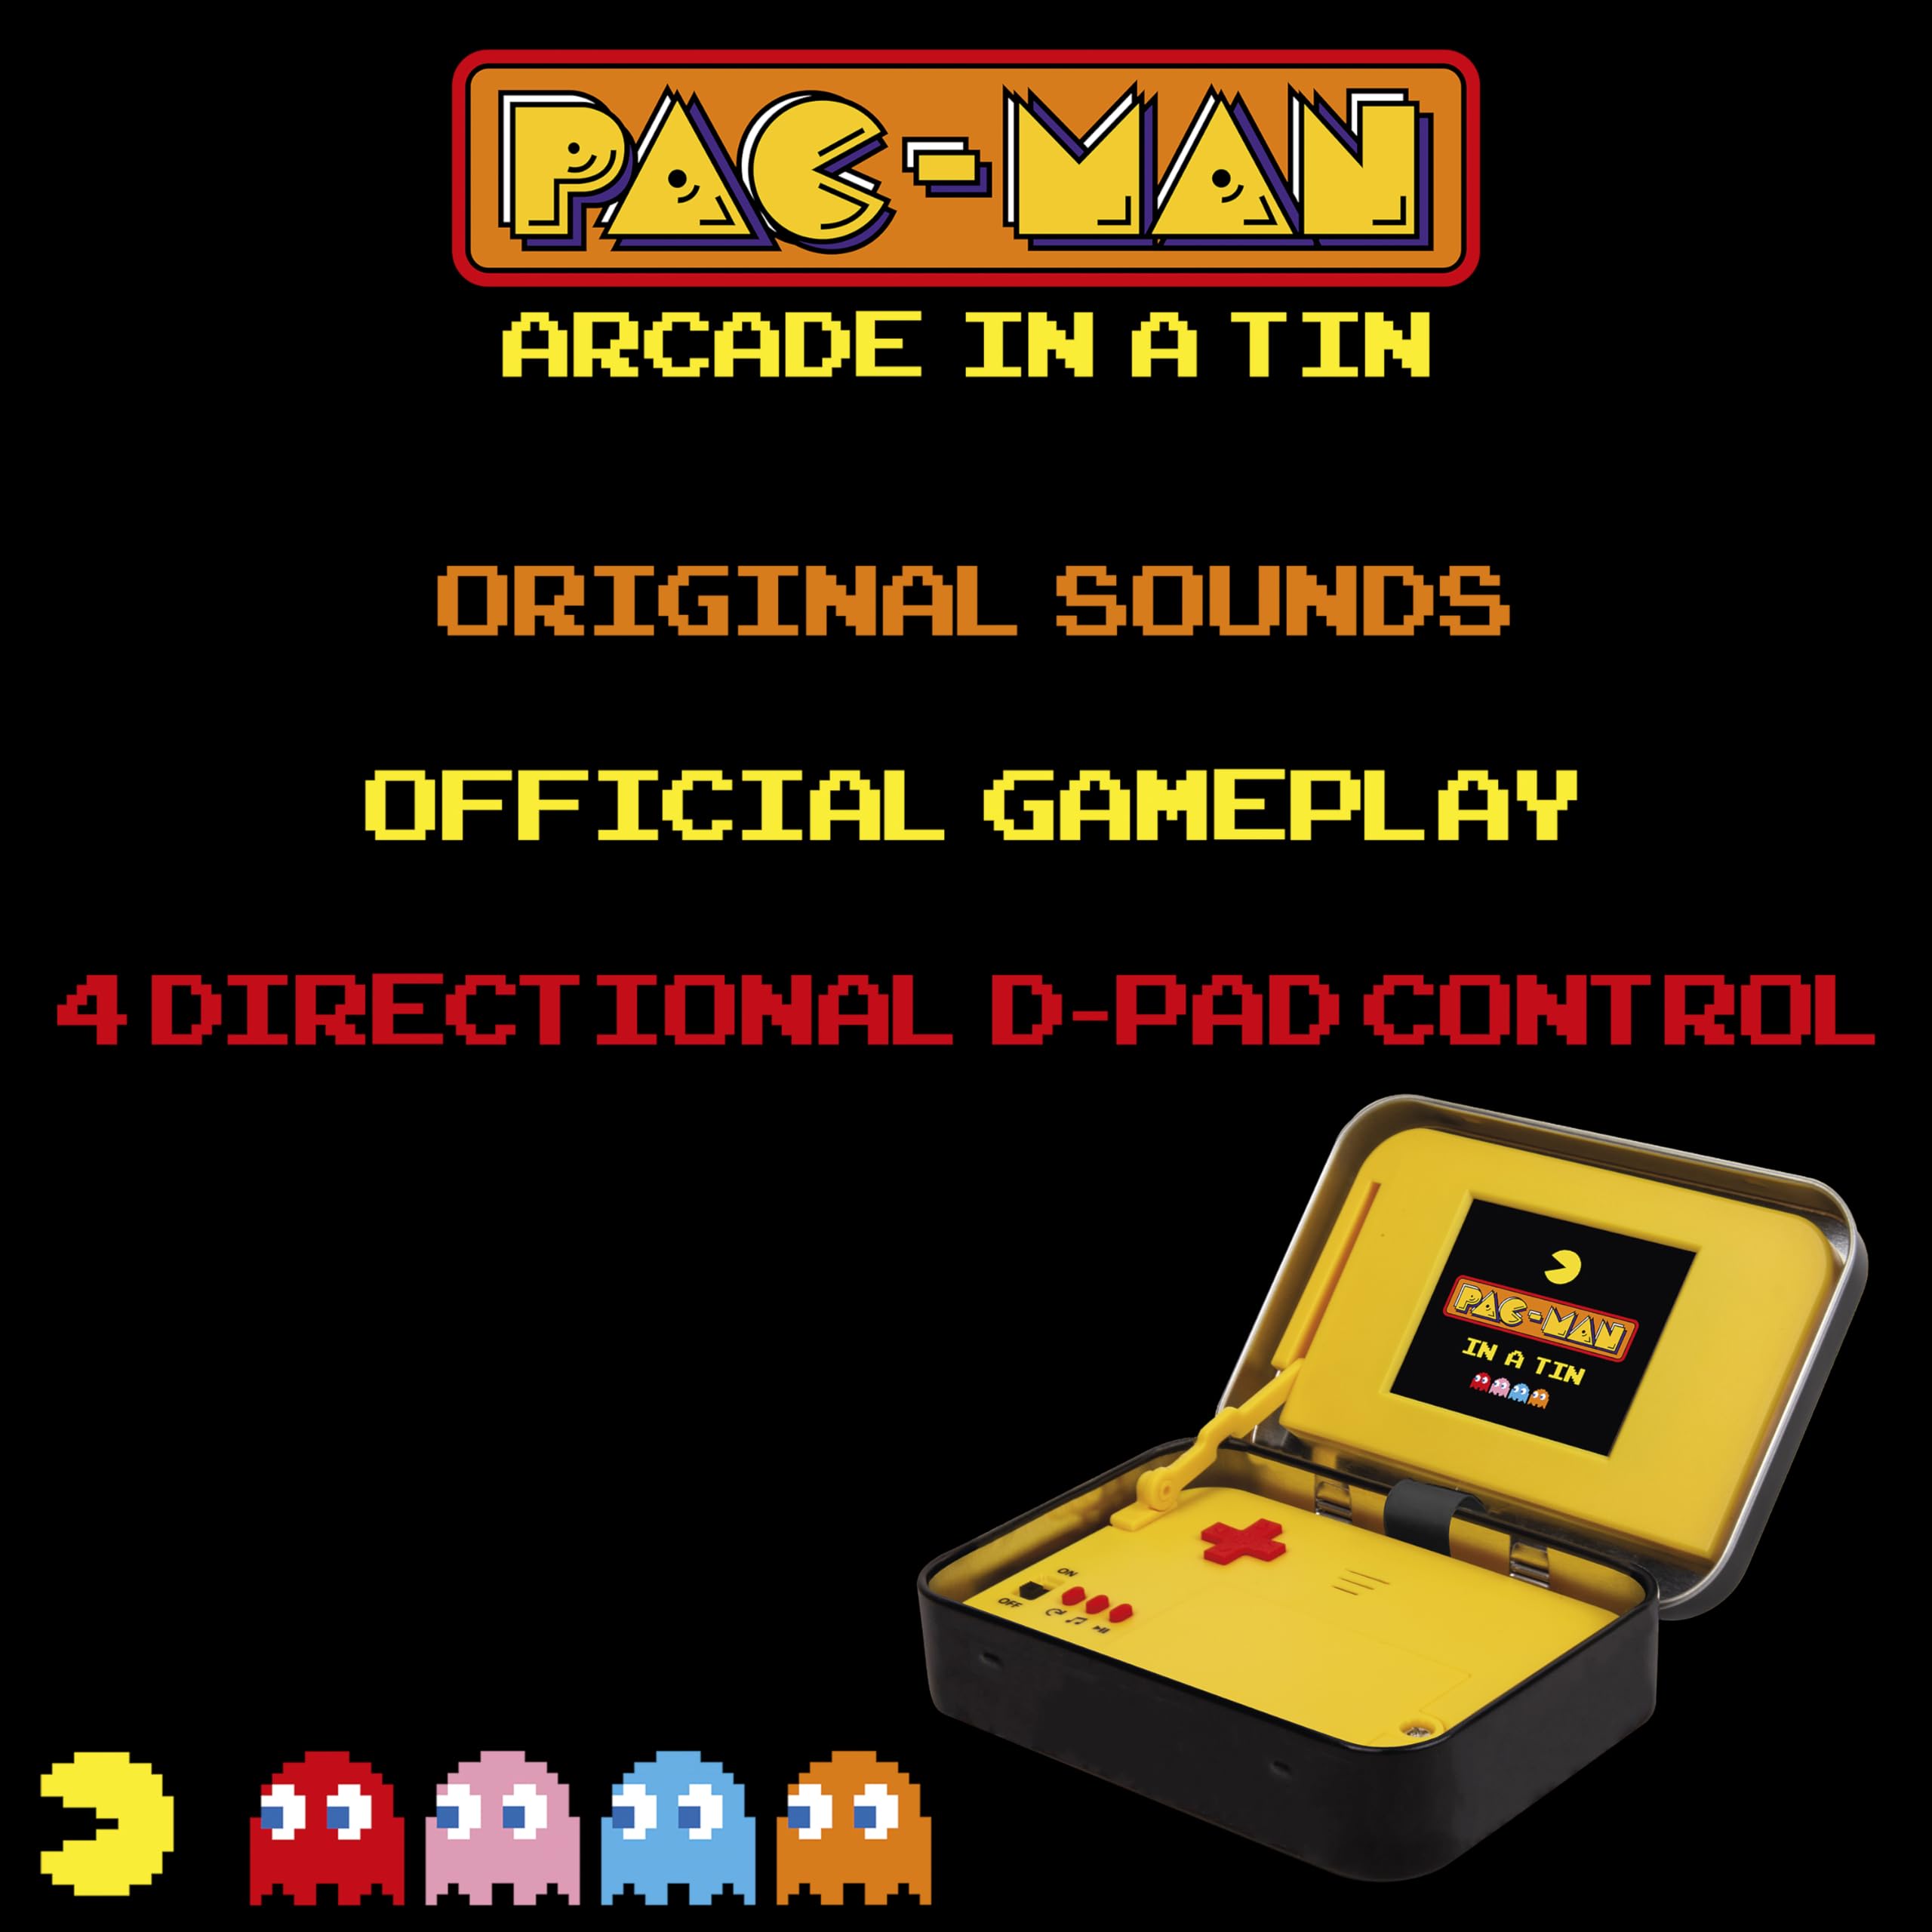 PAC-MAN
ARCADE IN A TIN
ORIGINAL SOUNDS
OFFICIAL GAMEPLAY
4 DIRECTIONAL D-PAD CONTROL
PAC-MAN
IN A TIN
ON
OFF